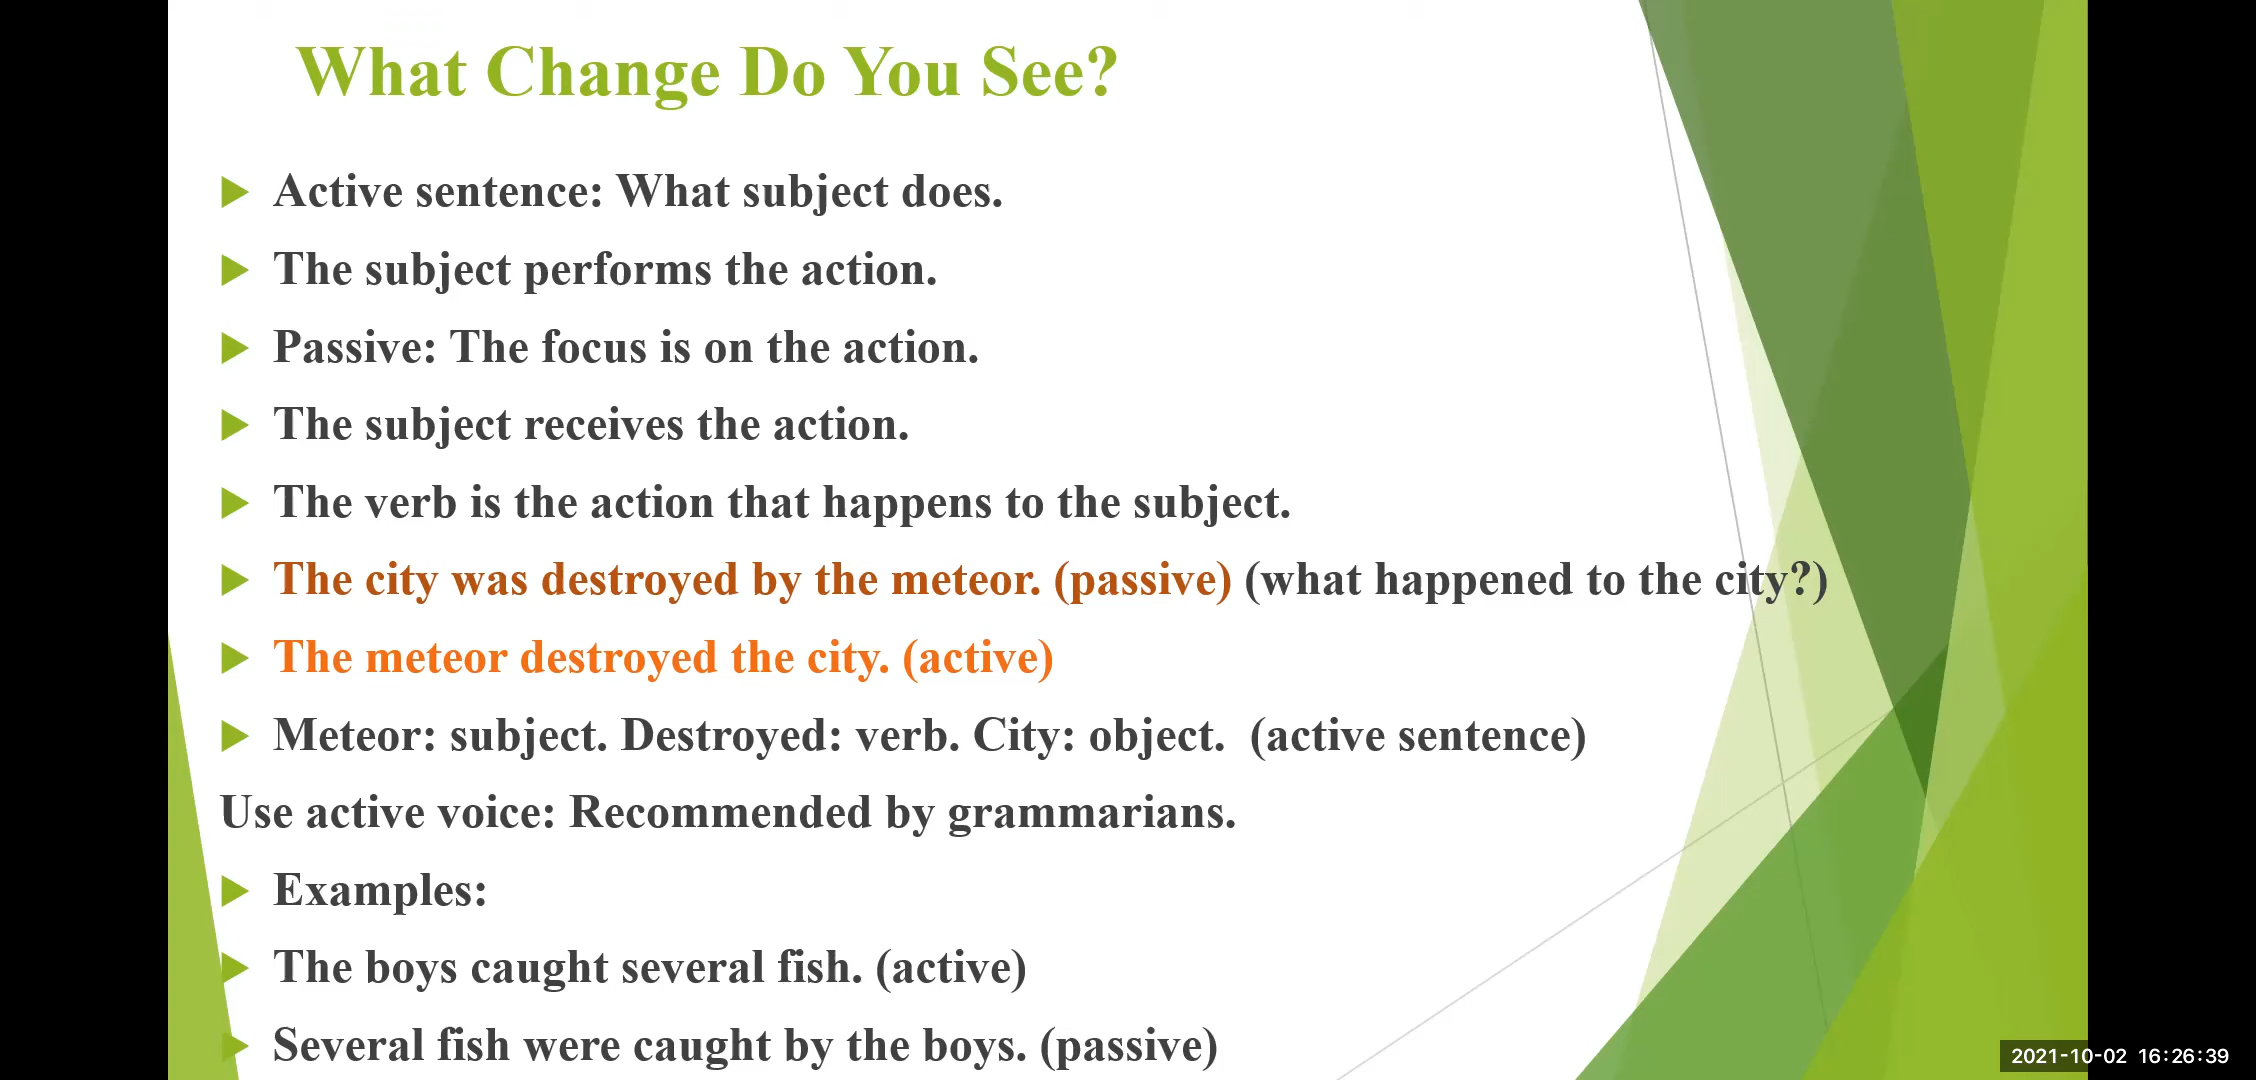 What Change Do You See?
Active sentence: What subject does.
The subject performs the action.
Passive: The focus is on the action.
The subject receives the action.
The verb is the action that happens to the subject.
The city was destroyed by the meteor. (passive) (what happened to the city?)
The meteor destroyed the city. (active)
Meteor: subject. Destroyed: verb. City: object.  (active sentence)
Use active voice: Recommended by grammarians.
Examples:
The boys caught several fish. (active)
Several fish were caught by the boys. (passive)
2021-10-02 16:26:39